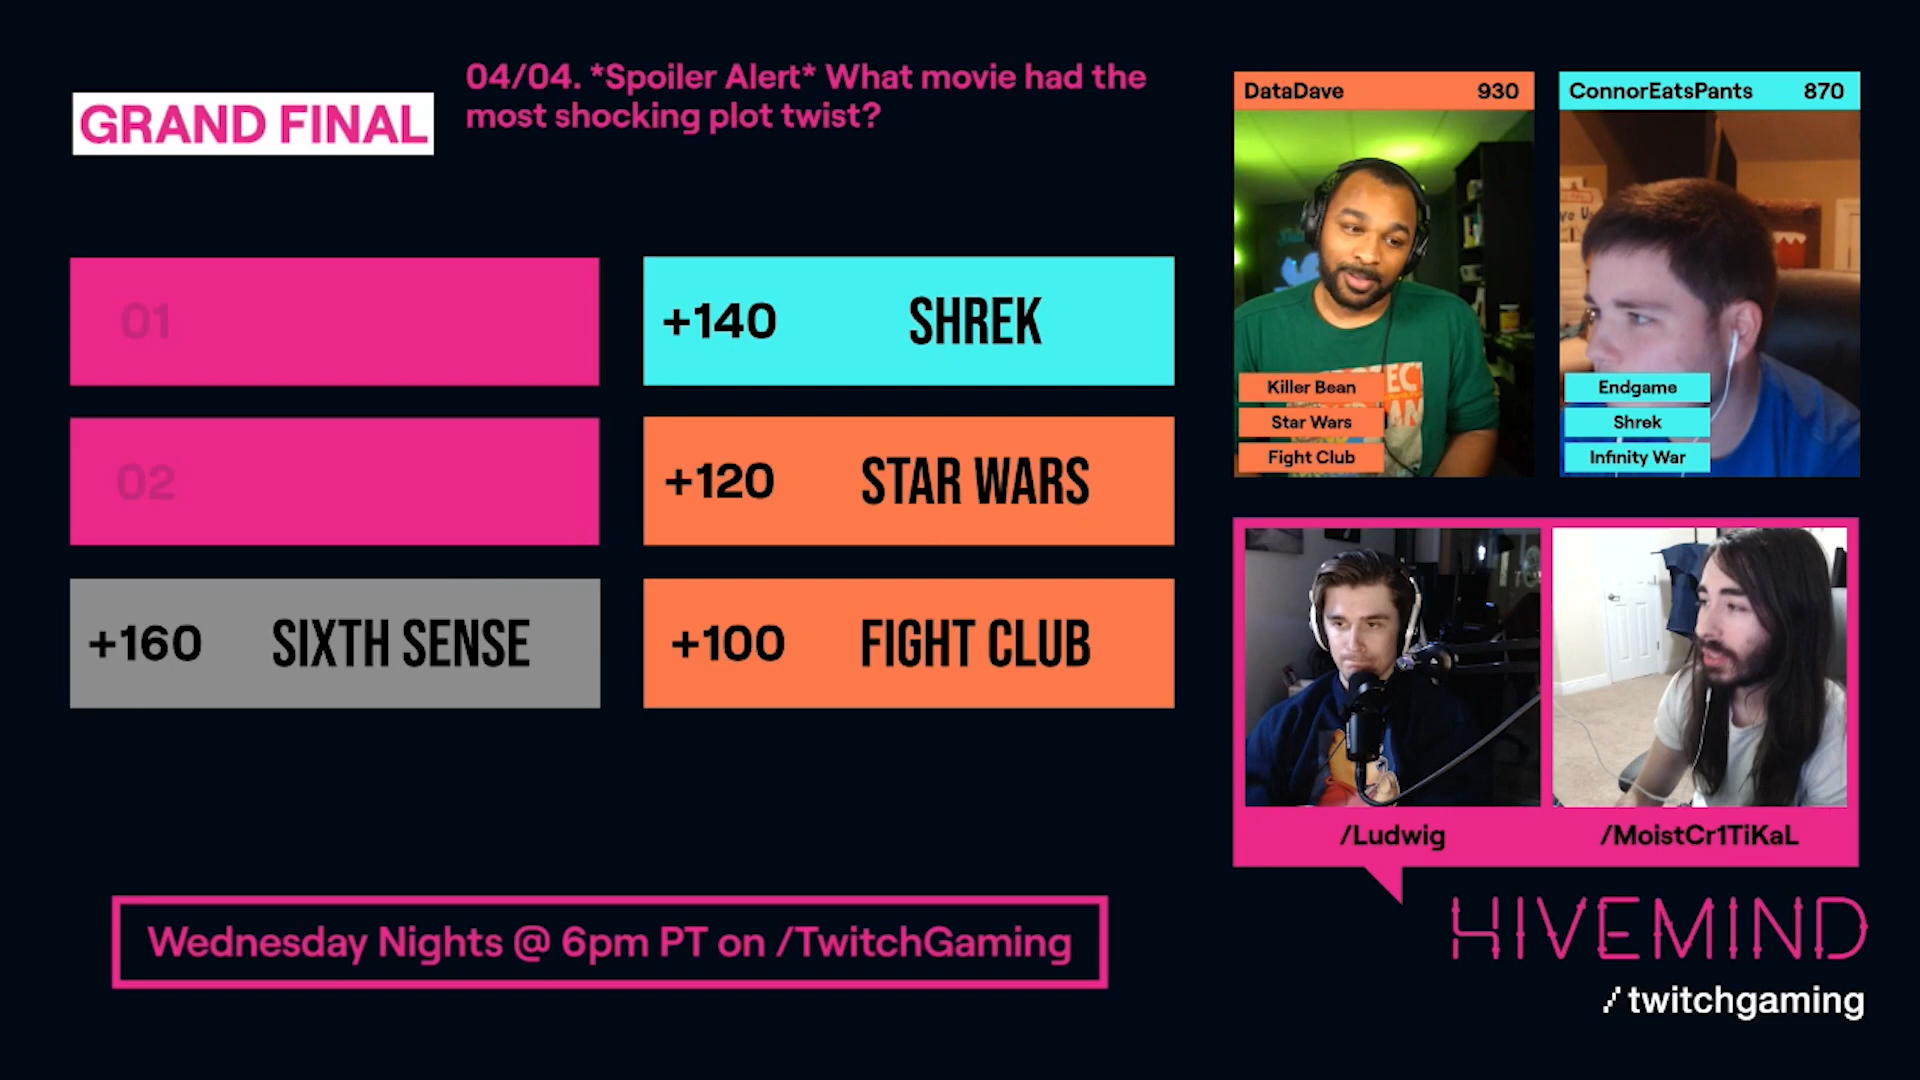 GRAND FINAL
04/04. *Spoiler Alert* What movie had the
most shocking plot twist?
01
02
+160 SIXTH SENSE
+140 SHREK
+120 STAR WARS
+100 FIGHT CLUB
DataDave 930
Killer Bean
Star Wars
Fight Club
ConnorEatsPants 870
Endgame
Shrek
Infinity War
/Ludwig
/MoistCr1TiKaL
HIVEMIND
/twitchgaming
Wednesday Nights @ 6pm PT on /TwitchGaming